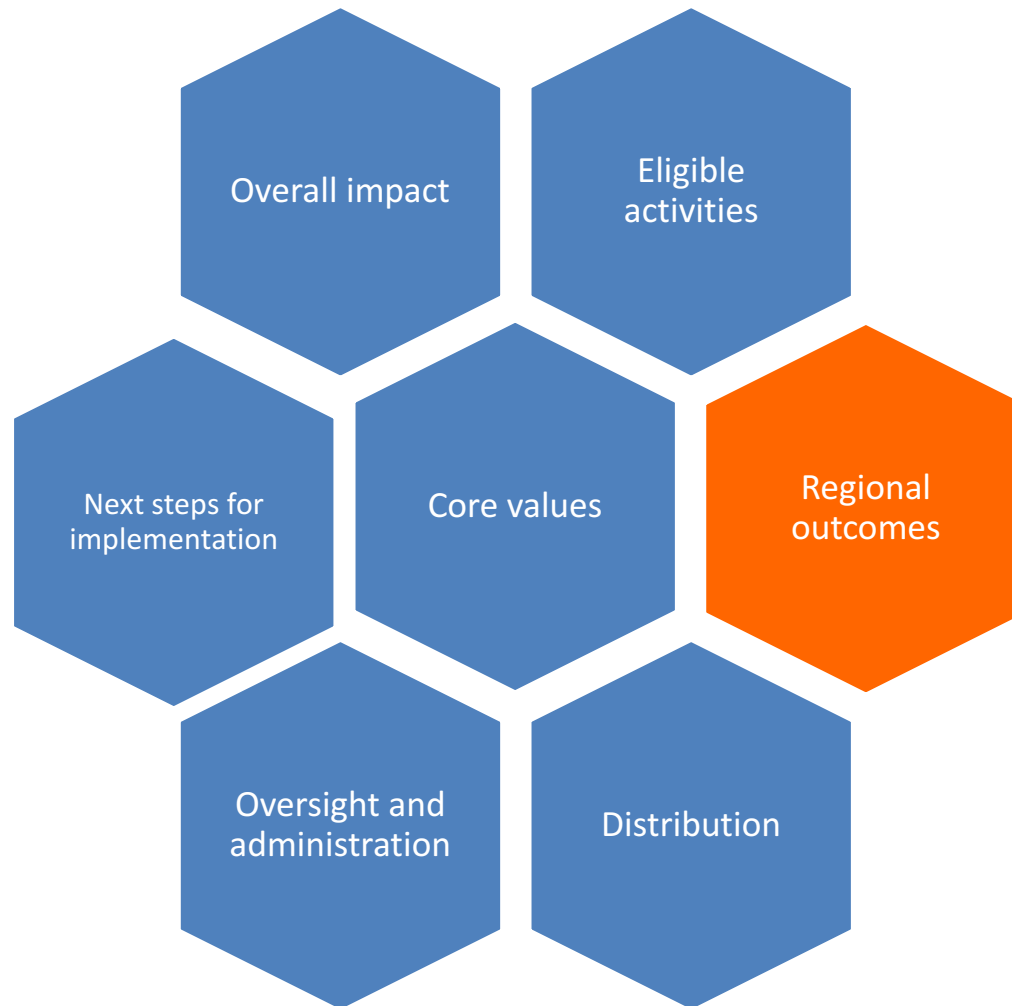 Overall impact
Eligible
activities
Next steps for
implementation
Core values
Regional
outcomes
Oversight and
administration
Distribution